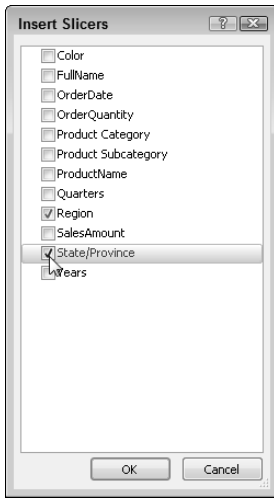 Insert Slicers
?
Color
FullName
OrderDate
OrderQuantity
Product Category
Product Subcategory
ProductName
Quarters
Region
SalesAmount
State/Province
Years
OK
Cancel